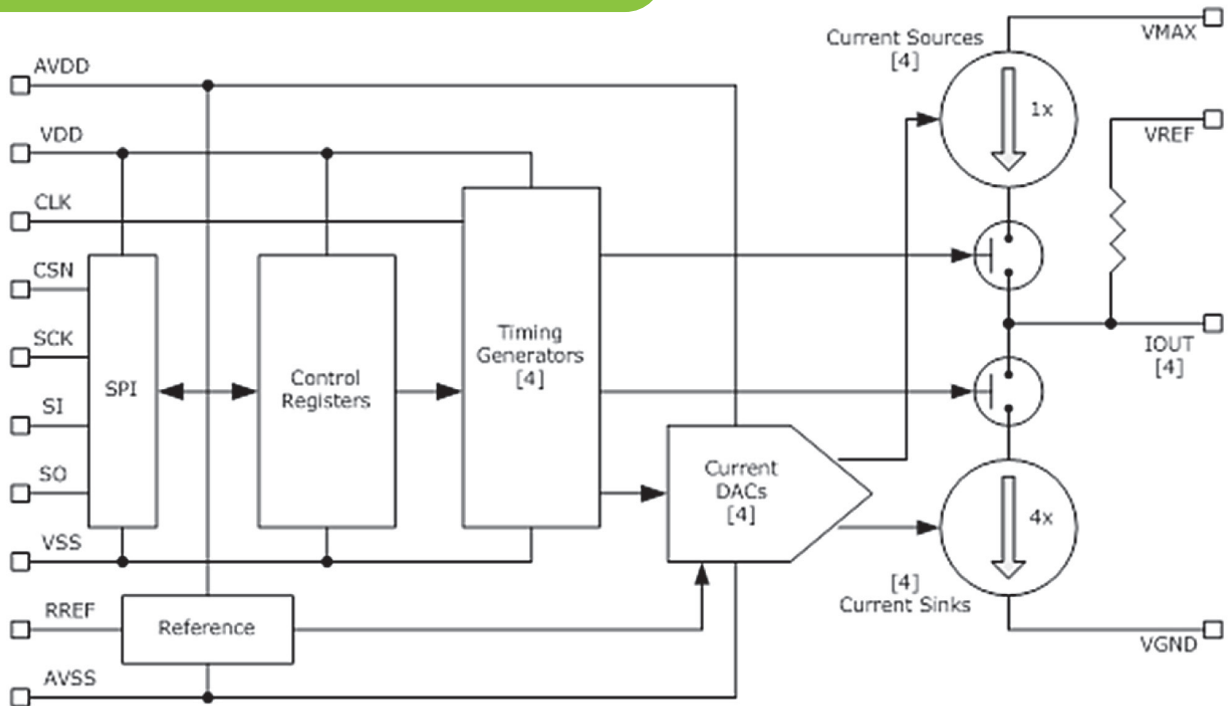 AVDD
VDD
CLK
CSN
SCK
SI
SO
VSS
RREF
AVSS
SPI
Control
Registers
Timing
Generators
[4]
Reference
Current
DACs
[4]
Current Sources
[4]
1x
4x
[4]
Current Sinks
VMAX
VREF
IOUT
[4]
VGND